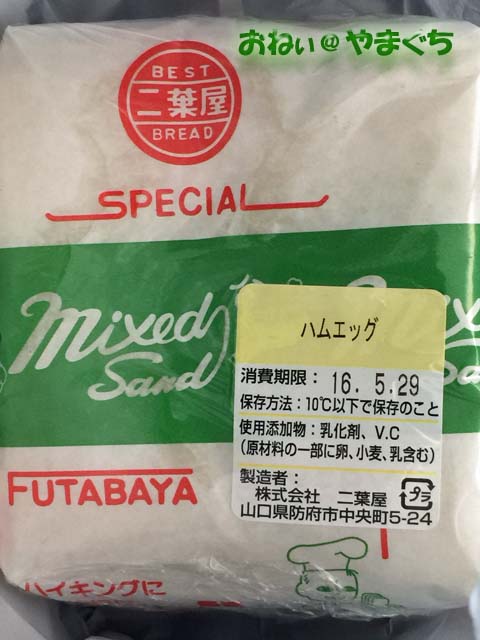 おねぃ@やまぐち
BEST
二葉屋
BREAD
SPECIAL
mixed
Sand
ハムエッグ
消費期限： 16. 5.29
保存方法：10℃以下で保存のこと
使用添加物：乳化剤、V.C
(原材料の一部に卵、小麦、乳含む)
製造者：
株式会社 二葉屋
山口県防府市中央町5-24
プラ
FUTABAYA
ハイキングに